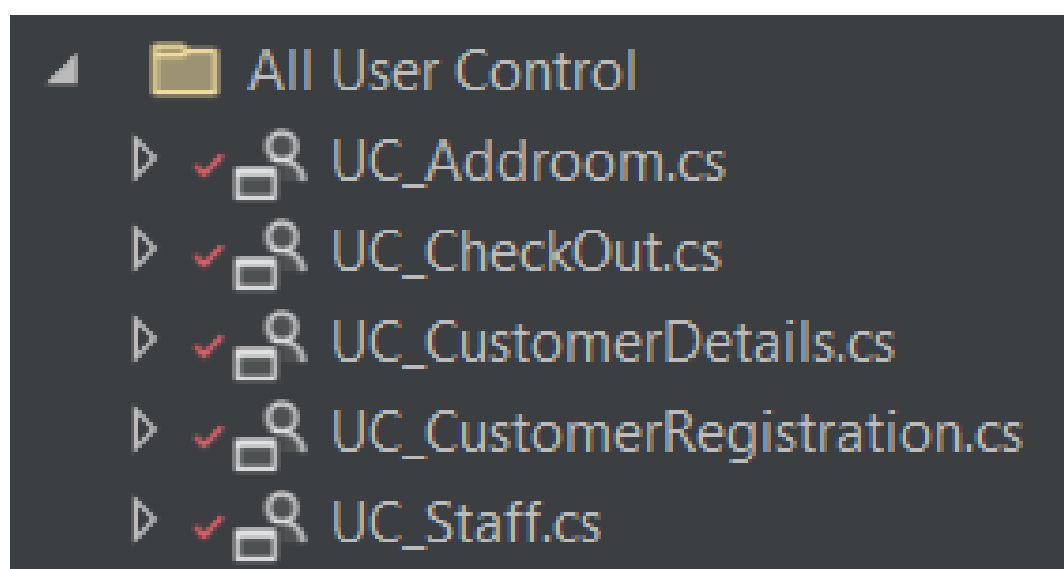 All User Control
UC_Addroom.cs
UC_CheckOut.cs
UC_CustomerDetails.cs
UC_CustomerRegistration.cs
UC_Staff.cs